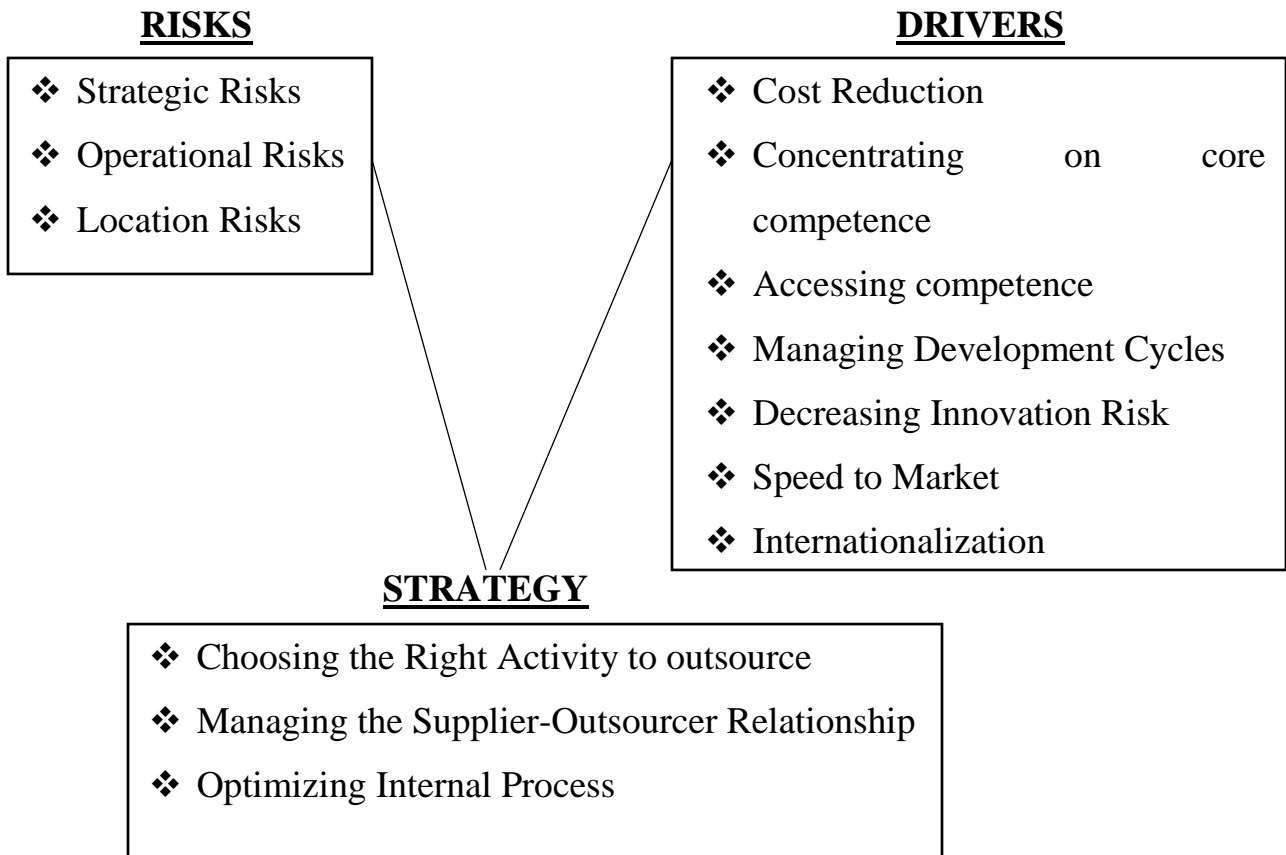 RISKS
❖ Strategic Risks
❖ Operational Risks
❖ Location Risks
DRIVERS
❖ Cost Reduction
❖ Concentrating on core
competence
❖ Accessing competence
❖ Managing Development Cycles
❖ Decreasing Innovation Risk
❖ Speed to Market
❖ Internationalization
STRATEGY
❖ Choosing the Right Activity to outsource
❖ Managing the Supplier-Outsourcer Relationship
❖ Optimizing Internal Process